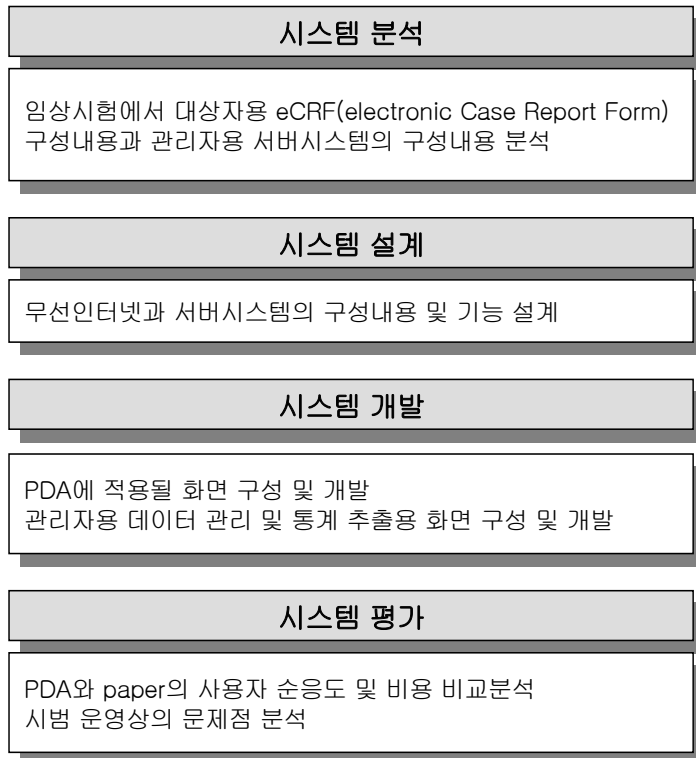 시스템 분석
임상시험에서 대상자용 eCRF(electronic Case Report Form)
구성내용과 관리자용 서버시스템의 구성내용 분석
시스템 설계
무선인터넷과 서버시스템의 구성내용 및 기능 설계
시스템 개발
PDA에 적용될 화면 구성 및 개발
관리자용 데이터 관리 및 통계 추출용 화면 구성 및 개발
시스템 평가
PDA와 paper의 사용자 순응도 및 비용 비교분석
시범 운영상의 문제점 분석